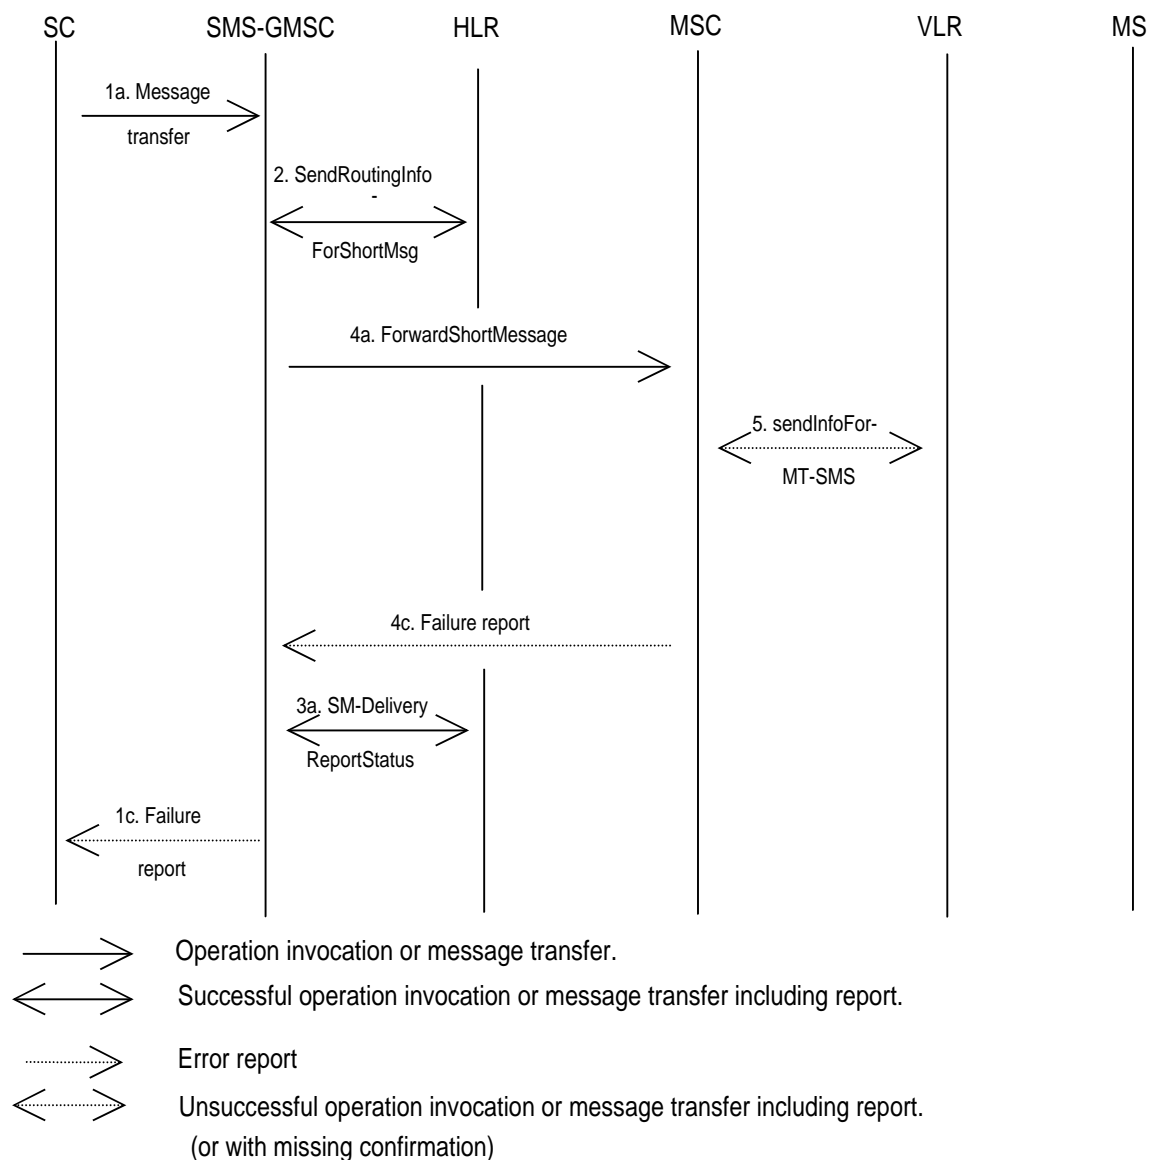 SC SMS-GMSC HLR MSC VLR MS
1a. Message
transfer
2. SendRoutingInfo
-
ForShortMsg
4a. ForwardShortMessage
5. sendInfoFor-
MT-SMS
4c. Failure report
3a. SM-Delivery
ReportStatus
1c. Failure
report
Operation invocation or message transfer.
Successful operation invocation or message transfer including report.
Error report
Unsuccessful operation invocation or message transfer including report.
(or with missing confirmation)